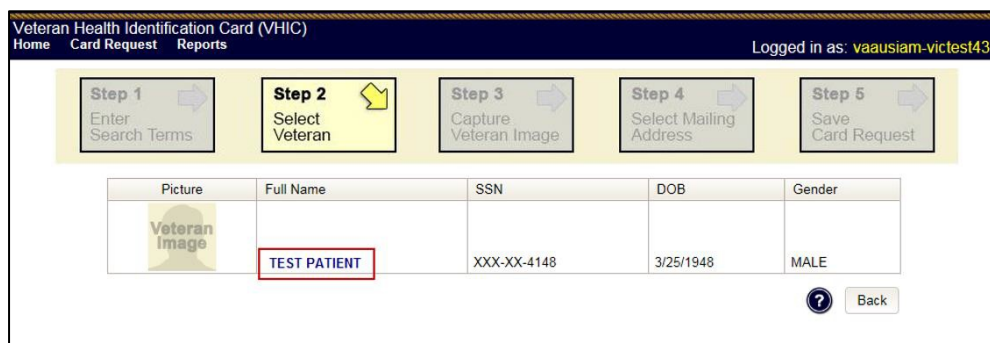 Veteran Health Identification Card (VHIC)
Home Card Request Reports
Logged in as: vaausiam-victest43
Step 1
Enter
Search Terms
Step 2
Select
Veteran
Step 3
Capture
Veteran Image
Step 4
Select Mailing
Address
Step 5
Save
Card Request
Picture Full Name SSN DOB Gender
Veteran
Image
TEST PATIENT XXX-XX-4148 3/25/1948 MALE
? Back